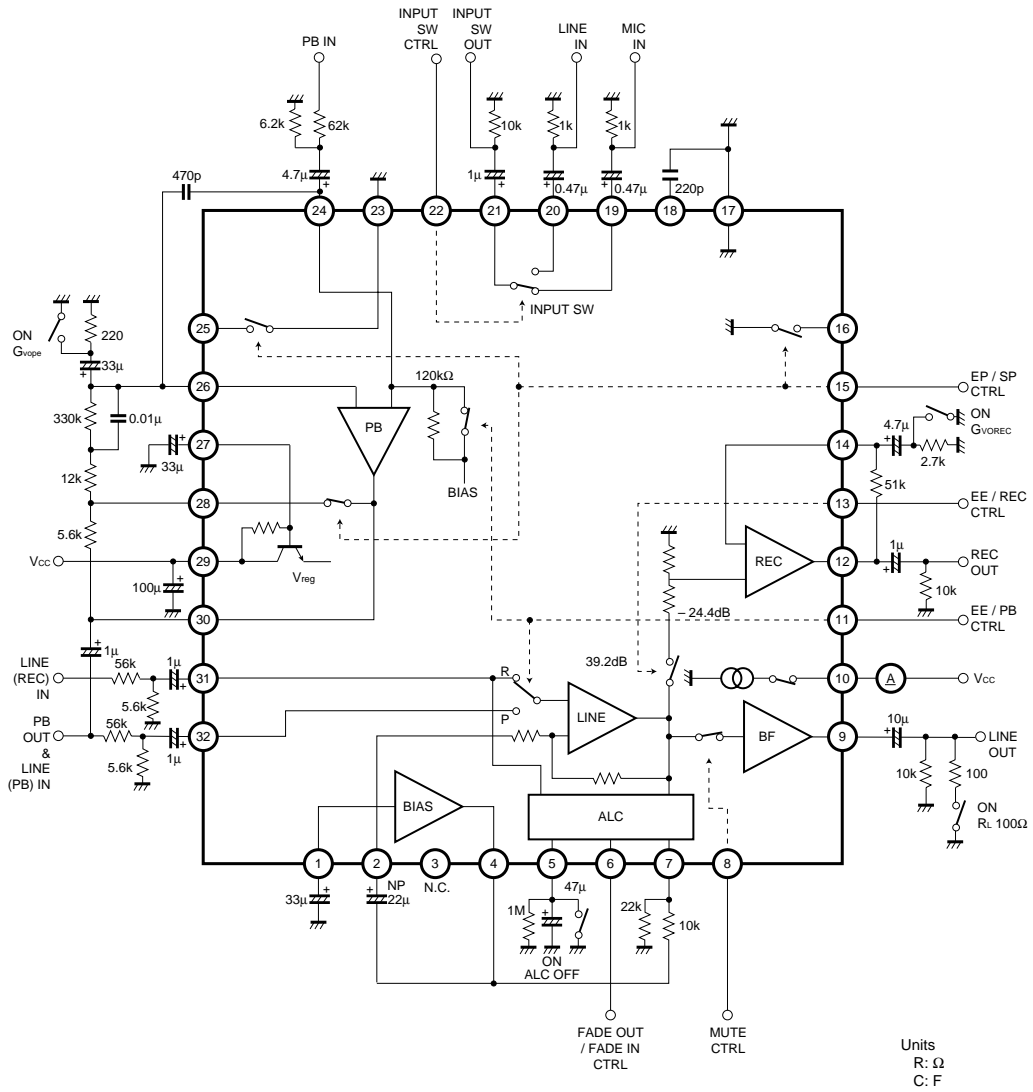 INPUT
SW
CTRL
INPUT
SW
OUT
LINE
IN
MIC
IN
PB IN
6.2k
62k
10k
1k
1k
470p
4.7μ
+
1μ
+
+
0.47μ
+
0.47μ
220p
24
23
22
21
20
19
18
17
INPUT SW
ON
Gvope
220
33μ
+
25
26
330k
0.01μ
27
+
33μ
12k
28
5.6k
VCC
29
100μ
+
Vreg
30
+
1μ
LINE
(REC)
IN
56k
1μ
+
31
5.6k
PB
OUT
&
LINE
(PB) IN
56k
+
1μ
32
5.6k
120kΩ
PB
BIAS
16
15
EP / SP
CTRL
4.7μ
+
ON
GVOREC
14
2.7k
51k
13
EE / REC
CTRL
REC
12
1μ
+
REC
OUT
10k
– 24.4dB
11
EE / PB
CTRL
39.2dB
R
P
LINE
10
A
VCC
BF
9
10μ
+
LINE
OUT
10k
100
ON
RL 100Ω
BIAS
ALC
1
2
3
4
5
6
7
8
33μ
+
+
NP
22μ
N.C.
1M
+
47μ
ON
ALC OFF
22k
10k
FADE OUT
/ FADE IN
CTRL
MUTE
CTRL
Units
R: Ω
C: F